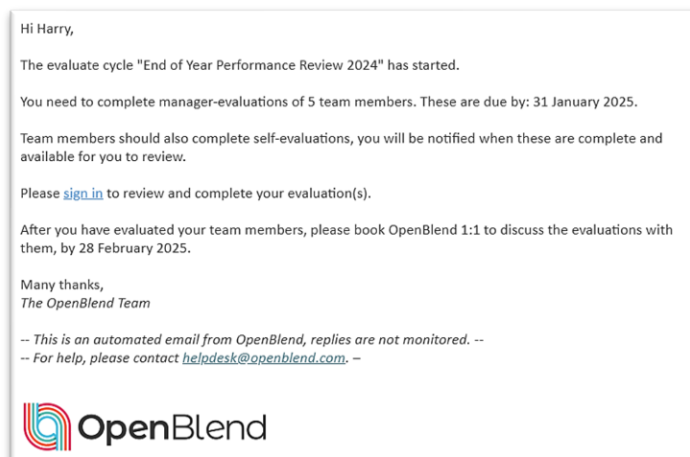 Hi Harry,
The evaluate cycle "End of Year Performance Review 2024" has started.
You need to complete manager-evaluations of 5 team members. These are due by: 31 January 2025.
Team members should also complete self-evaluations, you will be notified when these are complete and
available for you to review.
Please sign in to review and complete your evaluation(s).
After you have evaluated your team members, please book OpenBlend 1:1 to discuss the evaluations with
them, by 28 February 2025.
Many thanks,
The OpenBlend Team
-- This is an automated email from OpenBlend, replies are not monitored. --
-- For help, please contact helpdesk@openblend.com. –
OpenBlend